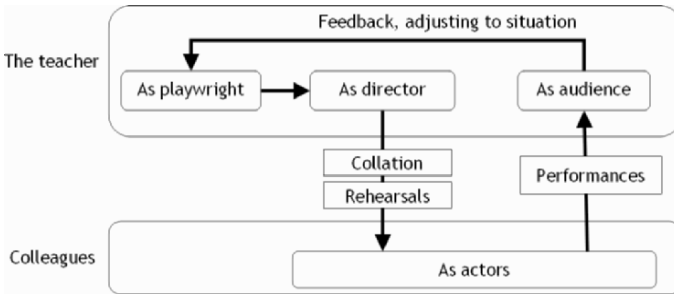 Feedback, adjusting to situation
The teacher
As playwright
As director
As audience
Collation
Performances
Rehearsals
Colleagues
As actors